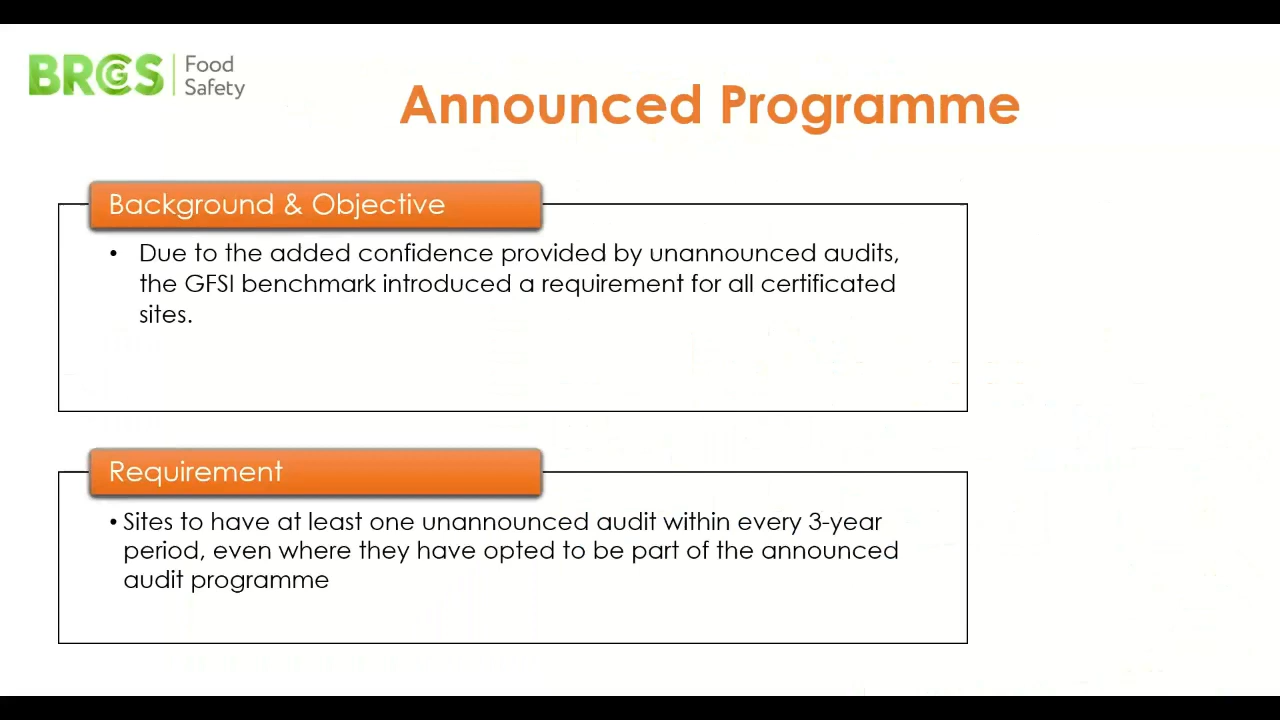 BRCGS Food
Safety
Announced Programme
Background & Objective
• Due to the added confidence provided by unannounced audits,
the GFSI benchmark introduced a requirement for all certificated
sites.
Requirement
• Sites to have at least one unannounced audit within every 3-year
period, even where they have opted to be part of the announced
audit programme